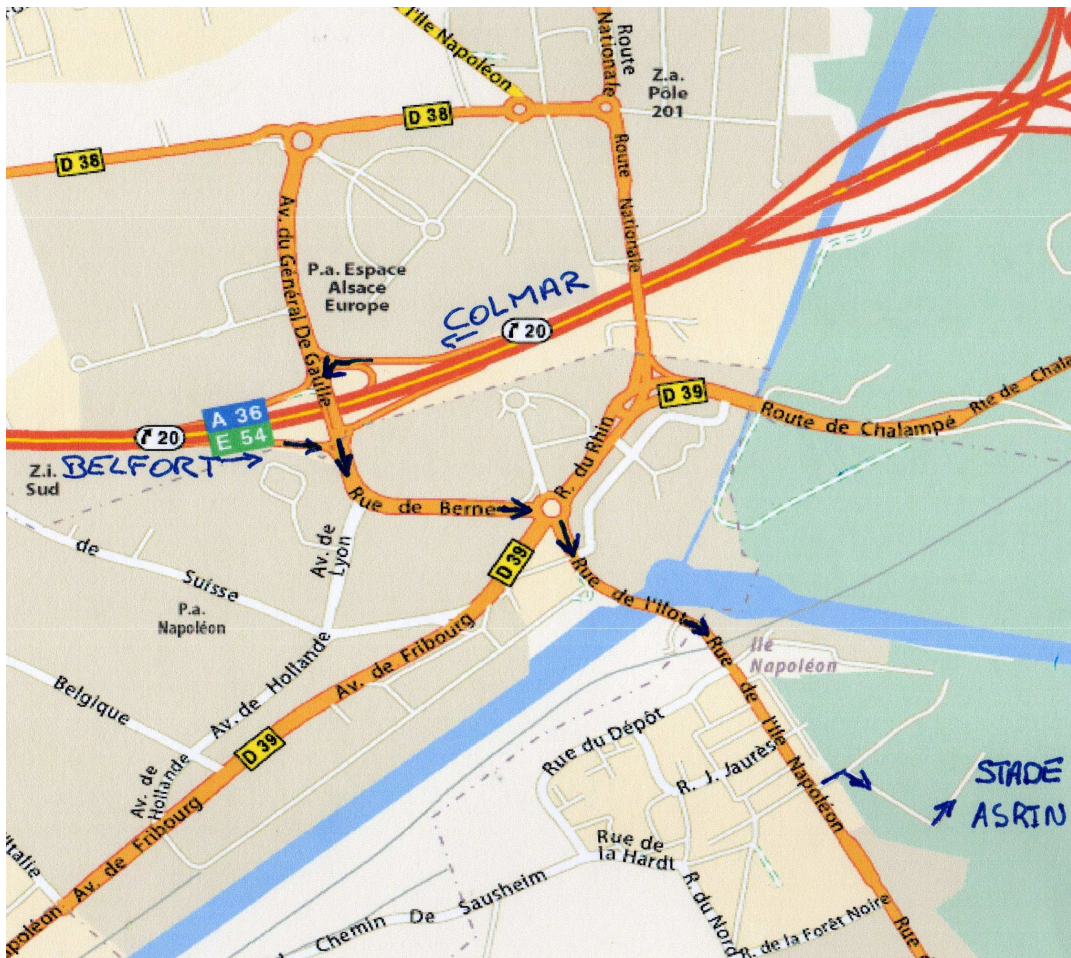 l'Ile Napoléon
Route
Nationale
Z.a.
Pôle
201
D 38
D 38
Route
Nationale
Av. du Général De Gaulle
P.a. Espace
Alsace
Europe
COLMAR
20
A 36
E 54
20
BELFORT
Z.i.
Sud
D 39
Route de Chalampé
Rte de Chala
R. du Rhin
Rue de Berne
Av. de
Lyon
D 39
de Suisse
P.a.
Napoléon
Rue de l'Ilot
Ile
Napoléon
Av. de Fribourg
Av. de Hollande
Belgique
D 39
Rue de l'Ile Napoléon
Rue du Dépôt
R. J. Jaurès
STADE
ASRIN
Av. de
Hollande
Av. de Fribourg
Rue de
la Hardt
l'Italie
Napoléon
Chemin De Sausheim
R. du Nord
R. de la Forêt Noire
Rue